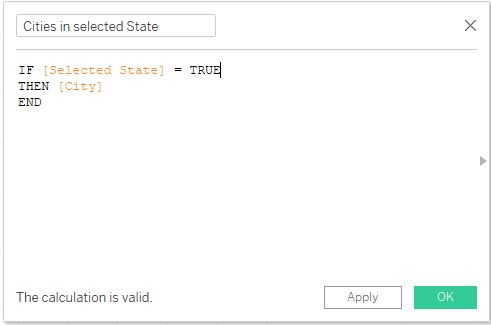 Cities in selected State
IF [Selected State] = TRUE
THEN [City]
END
The calculation is valid.
Apply
OK